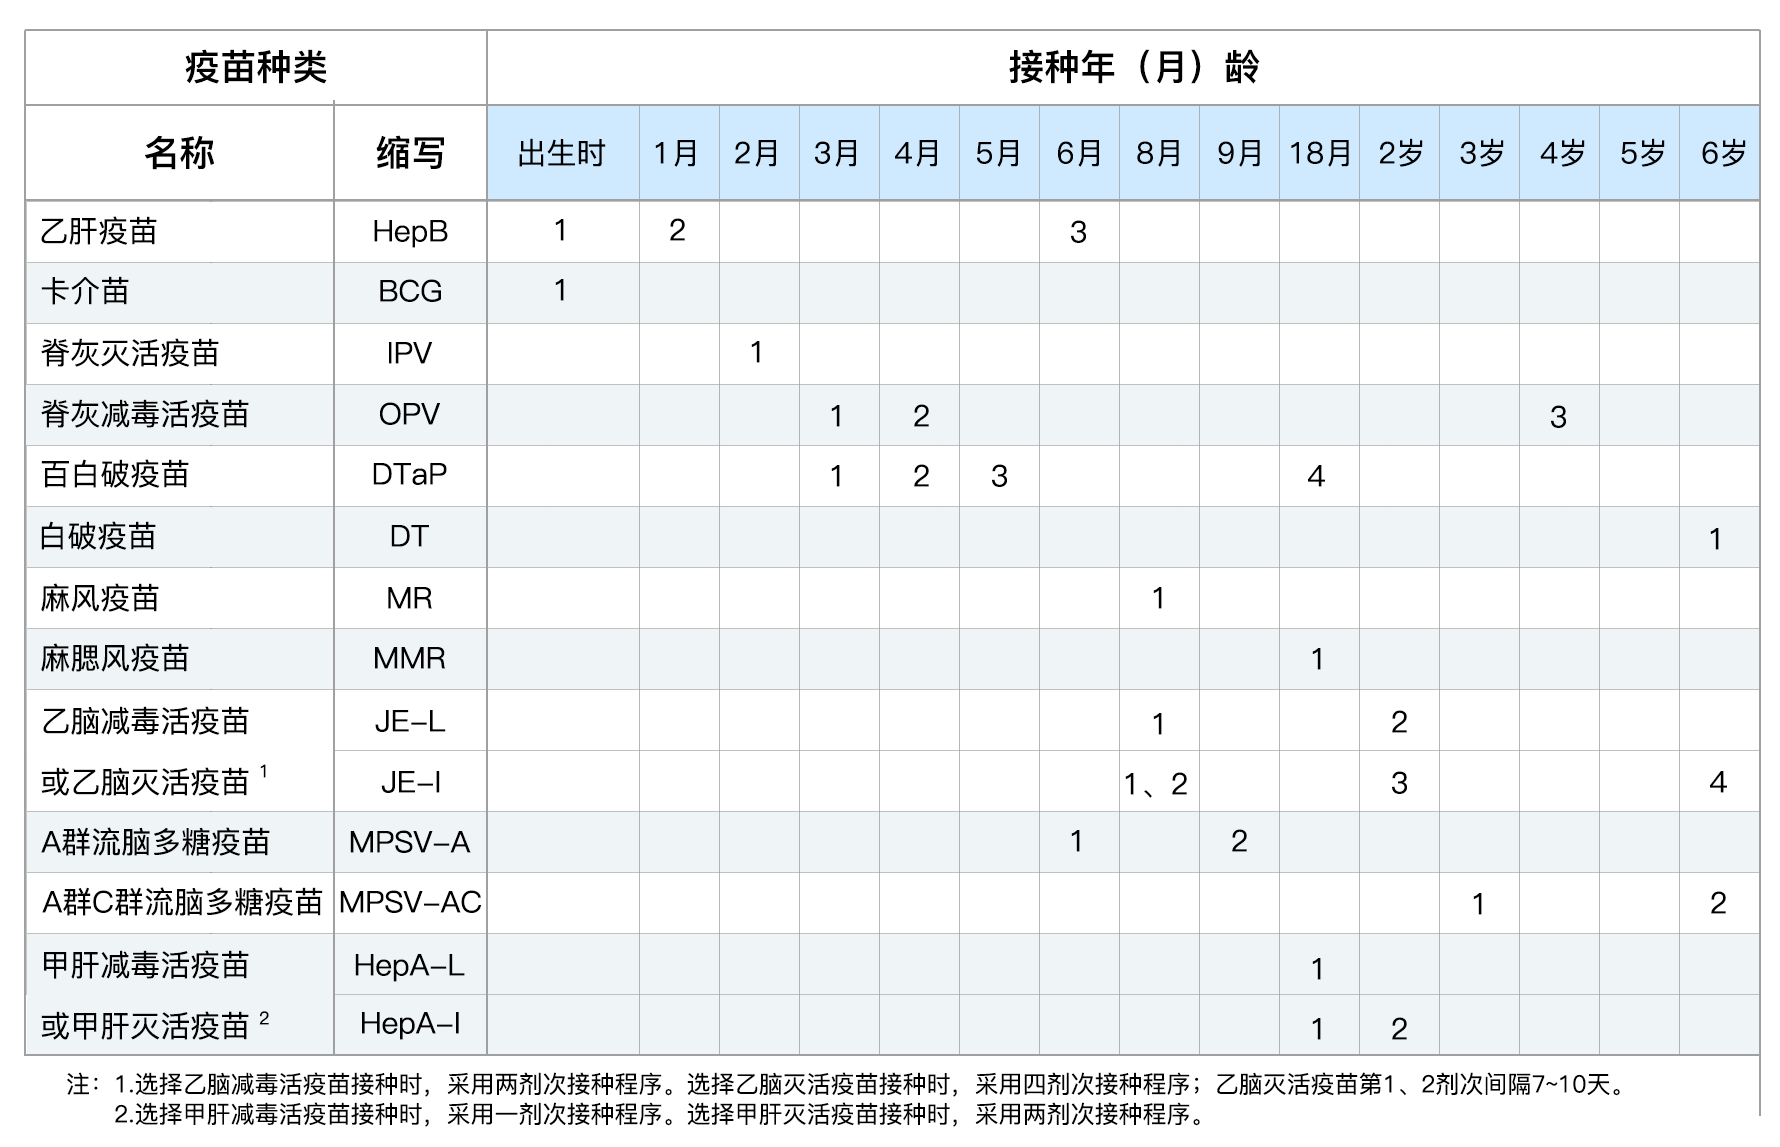 疫苗种类 接种年（月）龄
名称 缩写 出生时 1月 2月 3月 4月 5月 6月 8月 9月 18月 2岁 3岁 4岁 5岁 6岁
乙肝疫苗 HepB 1 2 3
卡介苗 BCG 1
脊灰灭活疫苗 IPV 1
脊灰减毒活疫苗 OPV 1 2 3
百白破疫苗 DTaP 1 2 3 4
白破疫苗 DT 1
麻风疫苗 MR 1
麻腮风疫苗 MMR 1
乙脑减毒活疫苗 JE-L 1 2
或乙脑灭活疫苗 1 JE-I 1、2 3 4
A群流脑多糖疫苗 MPSV-A 1 2
A群C群流脑多糖疫苗 MPSV-AC 1 2
甲肝减毒活疫苗 HepA-L 1
或甲肝灭活疫苗 2 HepA-I 1 2
注：1.选择乙脑减毒活疫苗接种时，采用两剂次接种程序。选择乙脑灭活疫苗接种时，采用四剂次接种程序；乙脑灭活疫苗第1、2剂次间隔7~10天。
2.选择甲肝减毒活疫苗接种时，采用一剂次接种程序。选择甲肝灭活疫苗接种时，采用两剂次接种程序。